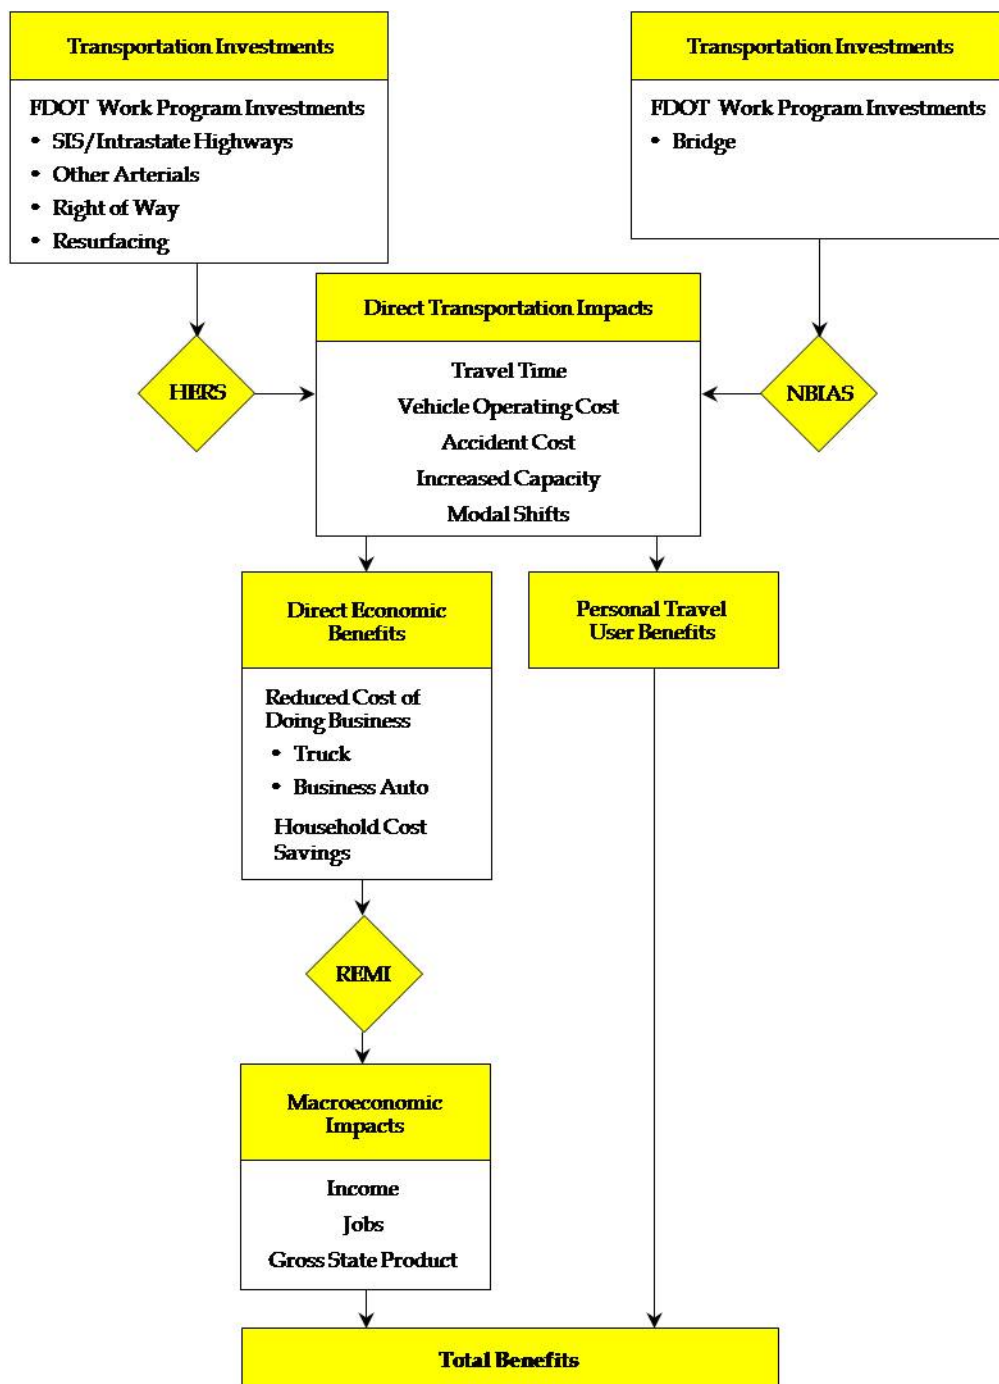 Transportation Investments
FDOT Work Program Investments
• SIS/Intrastate Highways
• Other Arterials
• Right of Way
• Resurfacing
Transportation Investments
FDOT Work Program Investments
• Bridge
HERS
Direct Transportation Impacts
Travel Time
Vehicle Operating Cost
Accident Cost
Increased Capacity
Modal Shifts
NBIAS
Direct Economic
Benefits
Reduced Cost of
Doing Business
• Truck
• Business Auto
Household Cost
Savings
Personal Travel
User Benefits
REMI
Macroeconomic
Impacts
Income
Jobs
Gross State Product
Total Benefits